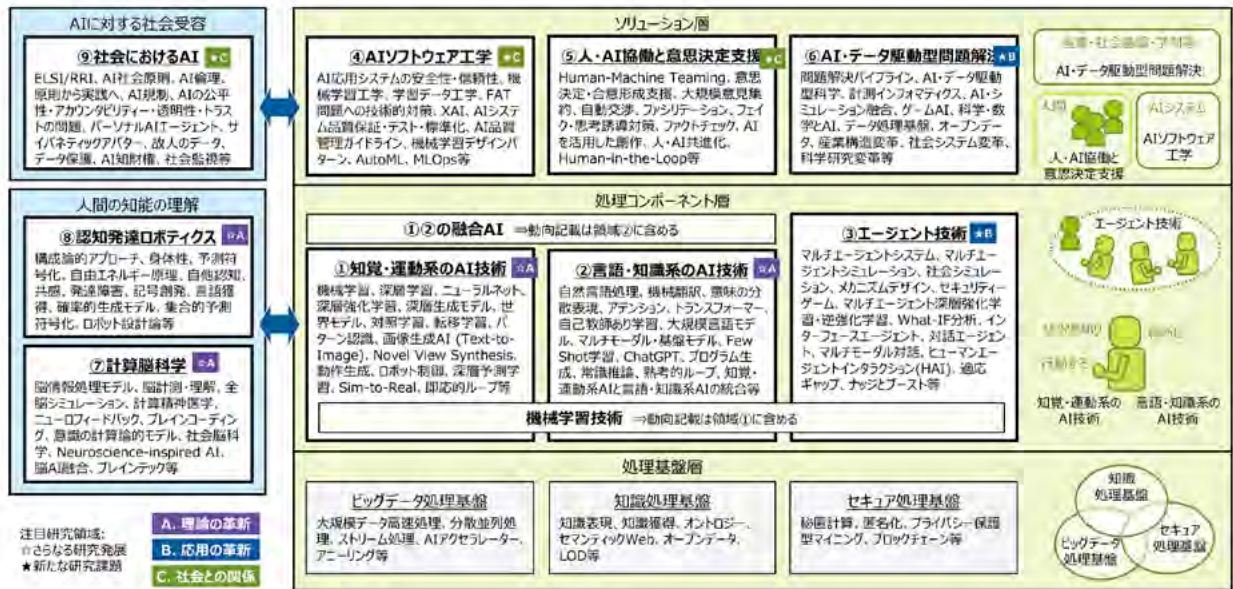 AIに対する社会受容
⑨社会におけるAI ★C
ELSI/RRI、AI社会原則、AI倫理、
原則から実践へ、AI規制、AIの公平
性・アカウンタビリティー・透明性・トラス
トの問題、パーソナルAIエージェント、サ
イバネティックアバター、故人のデータ、
データ保護、AI知財権、社会監視等
人間の知能の理解
⑧認知発達ロボティクス ☆A
構成論的アプローチ、身体性、予測符
号化、自由エネルギー原理、自他認知、
共感、発達障害、記号創発、言語獲
得、確率的生成モデル、集合的予測
符号化、ロボット設計論等
⑦計算脳科学 ☆A
脳情報処理モデル、脳計測・理解、全
脳シミュレーション、計算精神医学、
ニューロフィードバック、ブレインコーディン
グ、意識の計算論的モデル、社会脳科
学、Neuroscience-inspired AI、
脳AI融合、ブレインテック等
注目研究領域:
☆さらなる研究発展
★新たな研究課題
A. 理論の革新
B. 応用の革新
C. 社会との関係
ソリューション層
④AIソフトウェア工学 ★C
AI応用システムの安全性・信頼性、機
械学習工学、学習データ工学、FAT
問題への技術的対策、XAI、AIシステ
ム品質保証・テスト・標準化、AI品質
管理ガイドライン、機械学習デザインパ
ターン、AutoML、MLOps等
⑤人・AI協働と意思決定支援 ★C
Human-Machine Teaming、意思
決定・合意形成支援、大規模意見集
約、自動交渉、ファシリテーション、フェイ
ク・思考誘導対策、ファクトチェック、AI
を活用した創作、人・AI共進化、
Human-in-the-Loop等
⑥AI・データ駆動型問題解決 ★B
問題解決パイプライン、AI・データ駆動
型科学、計測インフォマティクス、AI・シ
ミュレーション融合、ゲームAI、科学・数
学とAI、データ処理基盤、オープンデー
タ、産業構造変革、社会システム変革、
科学研究変革等
産業・社会基盤・学術等
AI・データ駆動型問題解決
人間
人・AI協働と
意思決定支援
AIシステム
AIソフトウェア
工学
処理コンポーネント層
①②の融合AI ⇒動向記載は領域②に含める
①知覚・運動系のAI技術 ☆A
機械学習、深層学習、ニューラルネット、
深層強化学習、深層生成モデル、世
界モデル、対照学習、転移学習、パ
ターン認識、画像生成AI (Text-to-
Image)、Novel View Synthesis、
動作生成、ロボット制御、深層予測学
習、Sim-to-Real、即応的ループ等
②言語・知識系のAI技術 ☆A
自然言語処理、機械翻訳、意味の分
散表現、アテンション、トランスフォーマー、
自己教師あり学習、大規模言語モデ
ル、マルチモーダル・基盤モデル、Few
Shot学習、ChatGPT、プログラム生
成、常識推論、熟考的ループ、知覚・
運動系AIと言語・知識系AIの統合等
機械学習技術 ⇒動向記載は領域①に含める
③エージェント技術 ★B
マルチエージェントシステム、マルチエー
ジェントシミュレーション、社会シミュレー
ション、メカニズムデザイン、セキュリティー
ゲーム、マルチエージェント深層強化学
習・逆強化学習、What-IF分析、イン
ターフェースエージェント、対話エージェン
ト、マルチモーダル対話、ヒューマンエー
ジェントインタラクション(HAI)、適応
ギャップ、ナッジとブースト等
エージェント技術
知覚・運動系の
AI技術
言語・知識系の
AI技術
処理基盤層
ビッグデータ処理基盤
大規模データ高速処理、分散並列処
理、ストリーム処理、AIアクセラレーター、
アニーリング等
知識処理基盤
知識表現、知識獲得、オントロジー、
セマンティックWeb、オープンデータ、
LOD等
セキュア処理基盤
秘密計算、匿名化、プライバシー保護
型マイニング、ブロックチェーン等
知識
処理基盤
ビッグデータ
処理基盤
セキュア
処理基盤